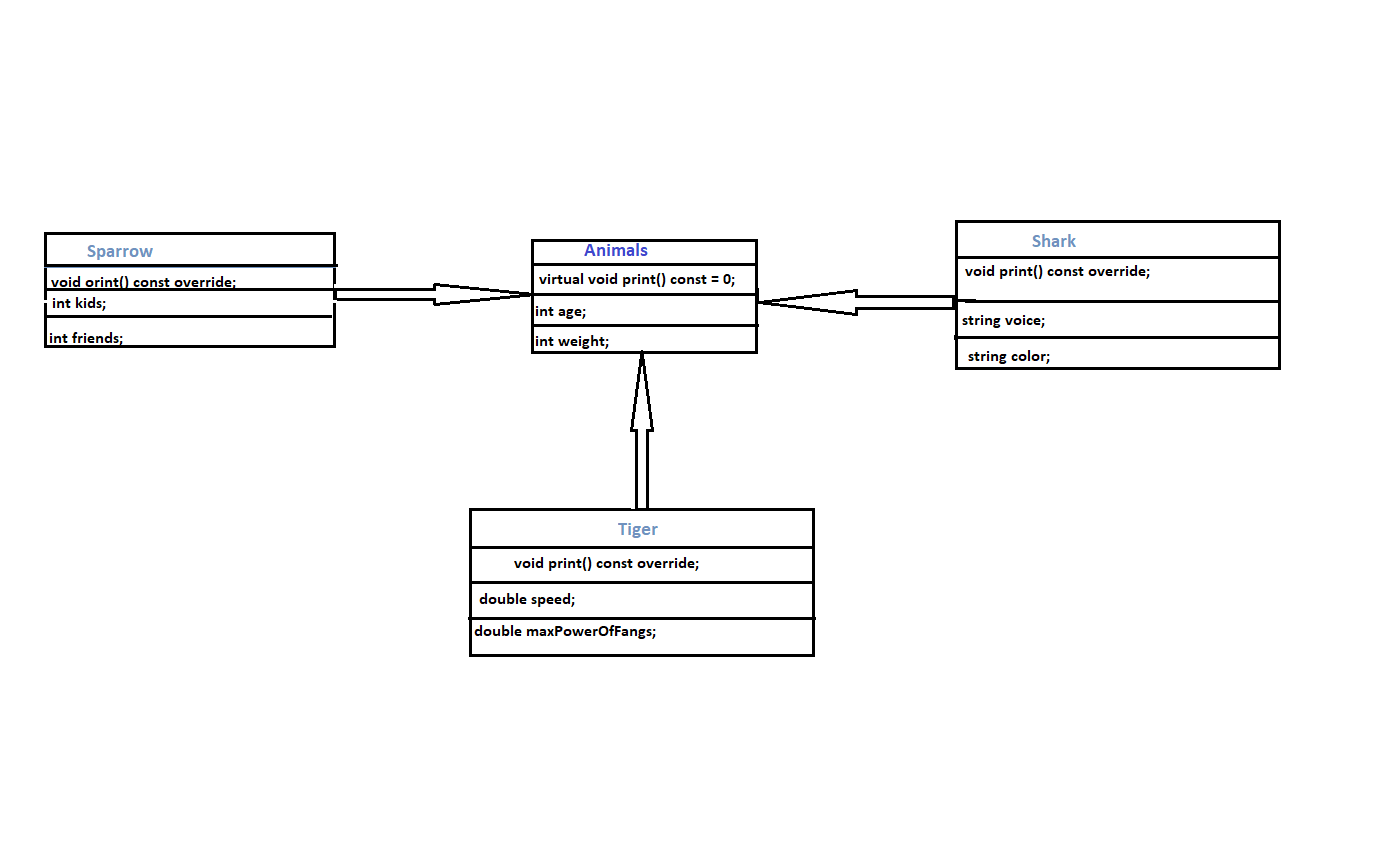 Sparrow
void orint() const override;
int kids;
int friends;
Animals
virtual void print() const = 0;
int age;
int weight;
Shark
void print() const override;
string voice;
string color;
Tiger
void print() const override;
double speed;
double maxPowerOfFangs;